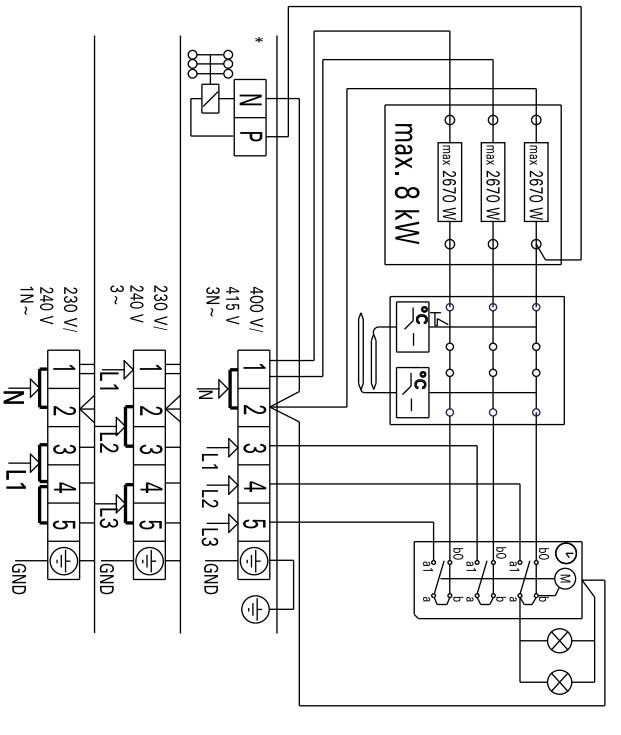 *
N
P
max. 8 kW
max 2670 W
max 2670 W
max 2670 W
°C
°C
400 V/
415 V
3N~
1
2
3
4
5
N
L1
L2
L3
GND
230 V/
240 V
3~
1
2
3
4
5
L1
L2
L3
GND
230 V/
240 V
1N~
1
2
3
4
5
N
L1
GND
1
M
b0
b0
b0
a1
a1
a1
a
b
a
b
a
b